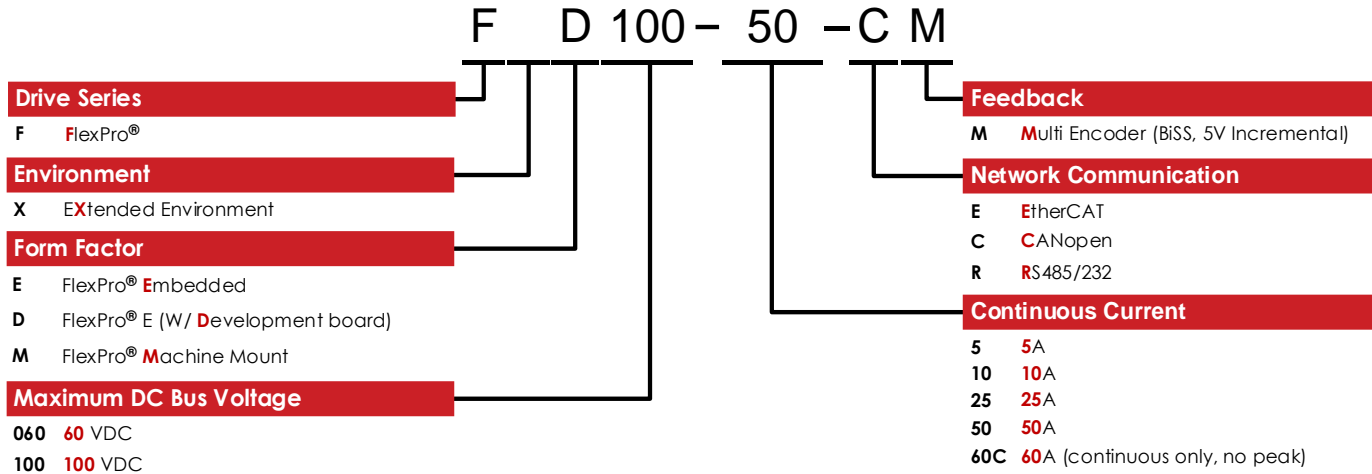 F D 100 – 50 – C M
Drive Series
F FlexPro®
Environment
X EXtended Environment
Form Factor
E FlexPro® Embedded
D FlexPro® E (W/ Development board)
M FlexPro® Machine Mount
Maximum DC Bus Voltage
060 60 VDC
100 100 VDC
Feedback
M Multi Encoder (BiSS, 5V Incremental)
Network Communication
E EtherCAT
C CANopen
R RS485/232
Continuous Current
5 5A
10 10A
25 25A
50 50A
60C 60A (continuous only, no peak)